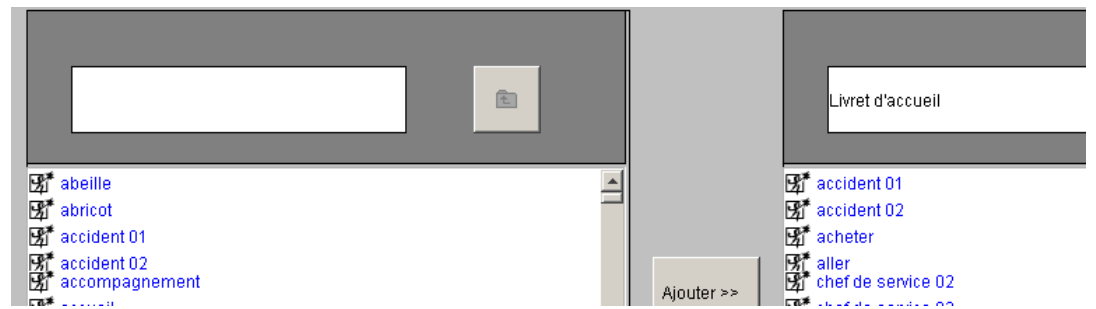 abeille
abricot
accident 01
accident 02
accompagnement
Ajouter >>
Livret d'accueil
accident 01
accident 02
acheter
aller
chef de service 02